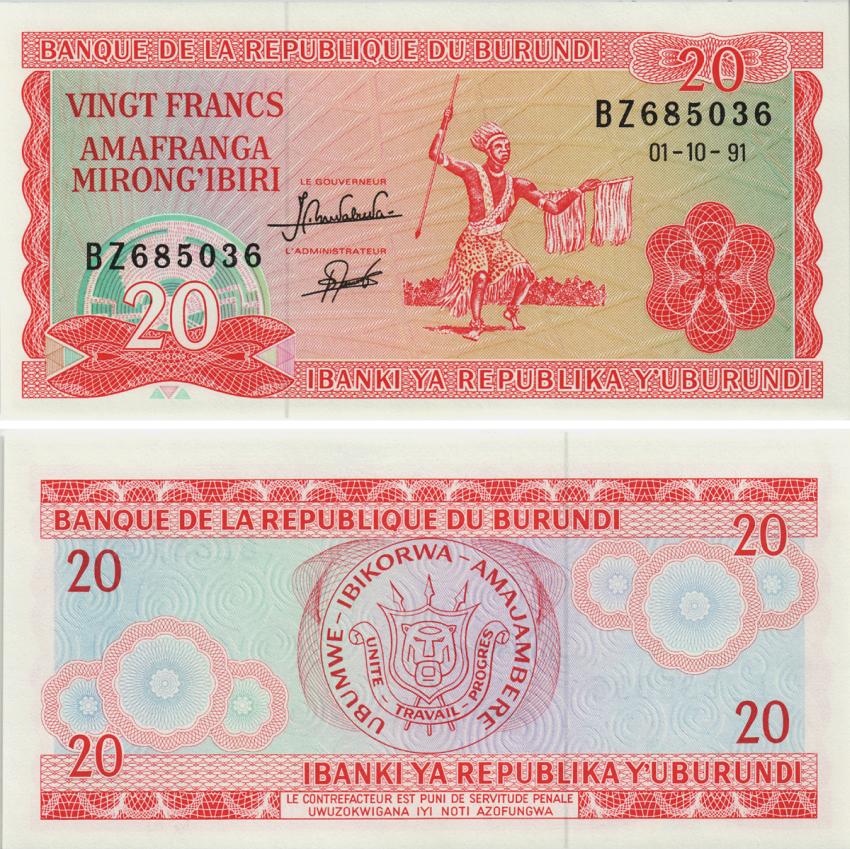 BANQUE DE LA REPUBLIQUE DU BURUNDI
20
VINGT FRANCS
AMAFRANGA
MIRONG'IBIRI
BZ685036
01-10-91
LE GOUVERNEUR
L'ADMINISTRATEUR
BZ685036
20
IBANKI YA REPUBLIKA Y'UBURUNDI
BANQUE DE LA REPUBLIQUE DU BURUNDI
20
20
UBUMWE - IBIKORWA - AMAJAMBERE
UNITE - TRAVAIL - PROGRES
20
20
IBANKI YA REPUBLIKA Y'UBURUNDI
LE CONTREFACTEUR EST PUNI DE SERVITUDE PENALE
UWUZOKWIGANA IYI NOTI AZOFUNGWA